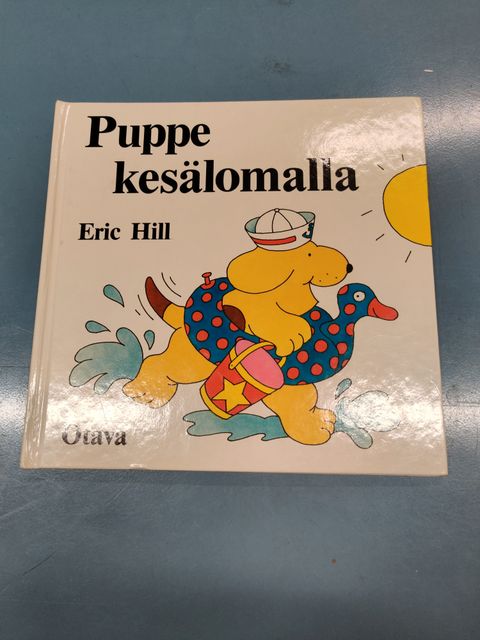 Puppe
kesälomalla
Eric Hill
Otava